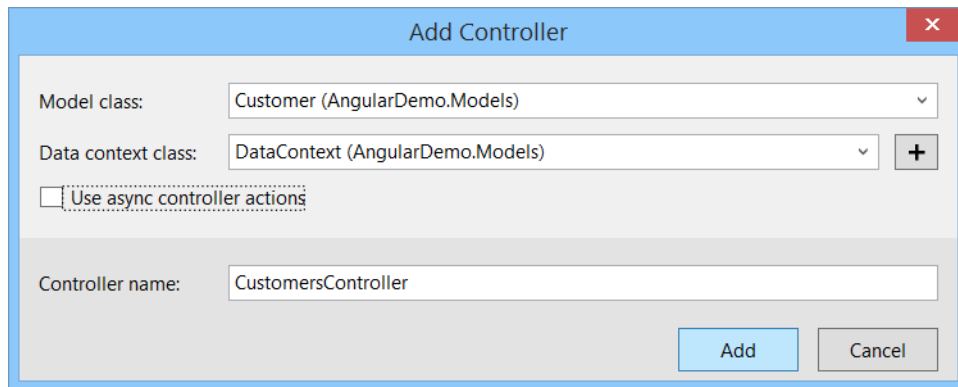 Add Controller
Model class: Customer (AngularDemo.Models)
Data context class: DataContext (AngularDemo.Models) +
Use async controller actions
Controller name: CustomersController
Add Cancel